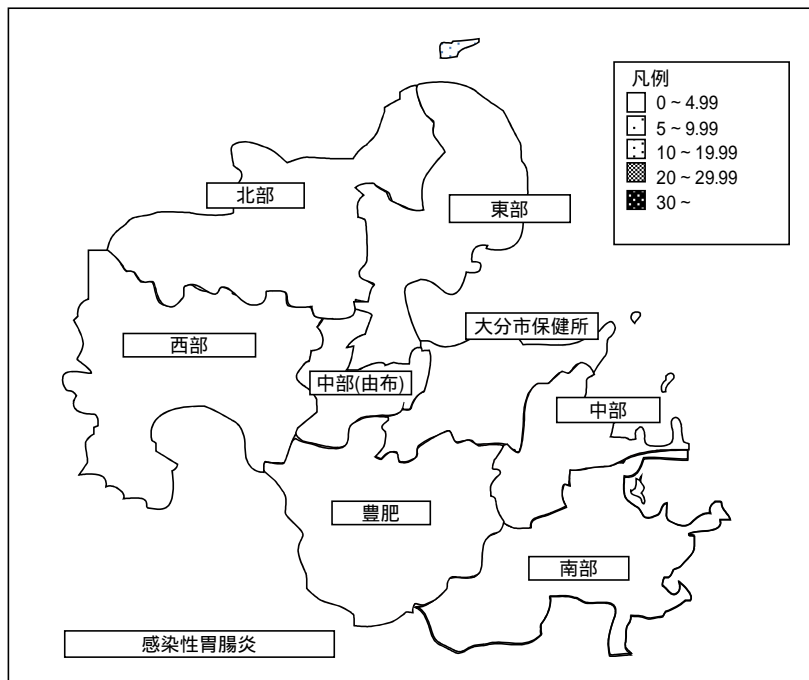 凡例
0 ~ 4.99
5 ~ 9.99
10 ~ 19.99
20 ~ 29.99
30 ~
北部
東部
大分市保健所
西部
中部(由布)
中部
豊肥
南部
感染性胃腸炎